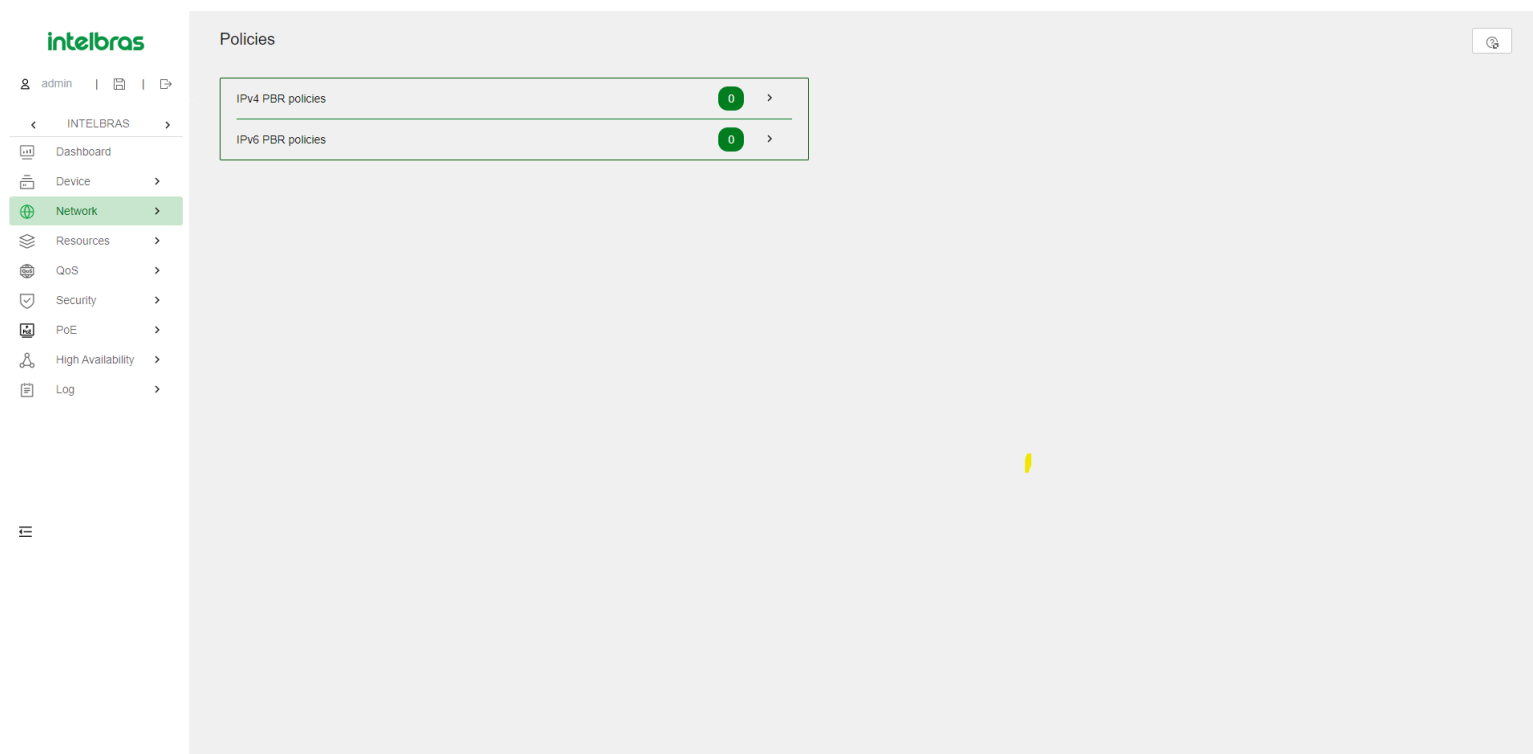 intelbras
admin | |
INTELBRAS
Dashboard
Device
Network
Resources
QoS
Security
PoE
High Availability
Log
Policies
IPv4 PBR policies 0
IPv6 PBR policies 0